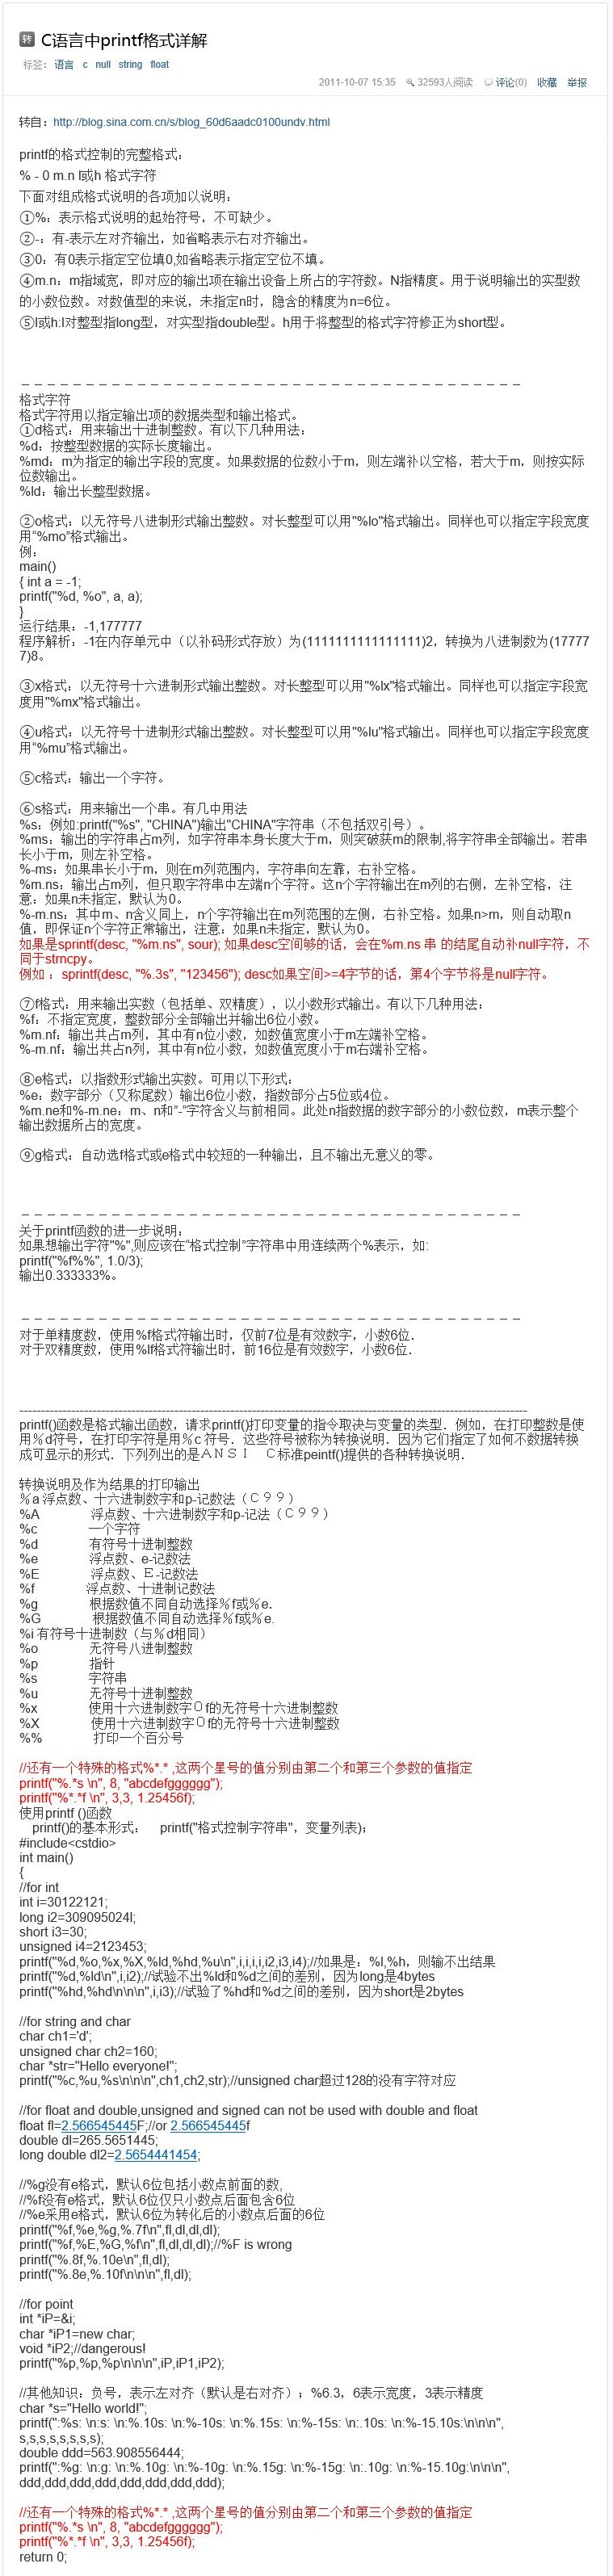 转 C语言中printf格式详解
标签： 语言 c null string float
2011-10-07 15:35 32593人阅读 评论(0) 收藏 举报
转自：http://blog.sina.com.cn/s/blog_60d6aadc0100undv.html
printf的格式控制的完整格式：
% - 0 m.n l或h 格式字符
下面对组成格式说明的各项加以说明：
①%：表示格式说明的起始符号，不可缺少。
②-：有-表示左对齐输出，如省略表示右对齐输出。
③0：有0表示指定空位填0,如省略表示指定空位不填。
④m.n：m指域宽，即对应的输出项在输出设备上所占的字符数。N指精度。用于说明输出的实型数
的小数位数。对数值型的来说，未指定n时，隐含的精度为n=6位。
⑤l或h:l对整型指long型，对实型指double型。h用于将整型的格式字符修正为short型。
－－－－－－－－－－－－－－－－－－－－－－－－－－－－－－－－－－－－－－－
格式字符
格式字符用以指定输出项的数据类型和输出格式。
①d格式：用来输出十进制整数。有以下几种用法：
%d：按整型数据的实际长度输出。
%md：m为指定的输出字段的宽度。如果数据的位数小于m，则左端补以空格，若大于m，则按实际
位数输出。
%ld：输出长整型数据。
②o格式：以无符号八进制形式输出整数。对长整型可以用"%lo"格式输出。同样也可以指定字段宽度
用“%mo”格式输出。
例：
main()
{ int a = -1;
printf("%d, %o", a, a);
}
运行结果：-1,177777
程序解析：-1在内存单元中（以补码形式存放）为(1111111111111111)2，转换为八进制数为(17777
7)8。
③x格式：以无符号十六进制形式输出整数。对长整型可以用"%lx"格式输出。同样也可以指定字段宽
度用"%mx"格式输出。
④u格式：以无符号十进制形式输出整数。对长整型可以用"%lu"格式输出。同样也可以指定字段宽度
用“%mu”格式输出。
⑤c格式：输出一个字符。
⑥s格式：用来输出一个串。有几中用法
%s：例如:printf("%s", "CHINA")输出"CHINA"字符串（不包括双引号）。
%ms：输出的字符串占m列，如字符串本身长度大于m，则突破获m的限制,将字符串全部输出。若串
长小于m，则左补空格。
%-ms：如果串长小于m，则在m列范围内，字符串向左靠，右补空格。
%m.ns：输出占m列，但只取字符串中左端n个字符。这n个字符输出在m列的右侧，左补空格，注
意：如果n未指定，默认为0。
%-m.ns：其中m、n含义同上，n个字符输出在m列范围的左侧，右补空格。如果n>m，则自动取n
值，即保证n个字符正常输出，注意：如果n未指定，默认为0。
如果是sprintf(desc, "%m.ns", sour); 如果desc空间够的话，会在%m.ns 串 的结尾自动补null字符，不
同于strncpy。
例如 ：sprintf(desc, "%.3s", "123456"); desc如果空间>=4字节的话，第4个字节将是null字符。
⑦f格式：用来输出实数（包括单、双精度），以小数形式输出。有以下几种用法：
%f：不指定宽度，整数部分全部输出并输出6位小数。
%m.nf：输出共占m列，其中有n位小数，如数值宽度小于m左端补空格。
%-m.nf：输出共占n列，其中有n位小数，如数值宽度小于m右端补空格。
⑧e格式：以指数形式输出实数。可用以下形式：
%e：数字部分（又称尾数）输出6位小数，指数部分占5位或4位。
%m.ne和%-m.ne：m、n和”-”字符含义与前相同。此处n指数据的数字部分的小数位数，m表示整个
输出数据所占的宽度。
⑨g格式：自动选f格式或e格式中较短的一种输出，且不输出无意义的零。
－－－－－－－－－－－－－－－－－－－－－－－－－－－－－－－－－－－－－－－
关于printf函数的进一步说明：
如果想输出字符"%",则应该在“格式控制”字符串中用连续两个%表示，如:
printf("%f%%", 1.0/3);
输出0.333333%。
－－－－－－－－－－－－－－－－－－－－－－－－－－－－－－－－－－－－－－－
对于单精度数，使用%f格式符输出时，仅前7位是有效数字，小数6位．
对于双精度数，使用%lf格式符输出时，前16位是有效数字，小数6位．
----------------------------------------------------------------------------------------------------------------------
printf()函数是格式输出函数，请求printf()打印变量的指令取决与变量的类型．例如，在打印整数是使
用％d符号，在打印字符是用％c 符号．这些符号被称为转换说明．因为它们指定了如何不数据转换
成可显示的形式．下列列出的是ＡＮＳＩ Ｃ标准peintf()提供的各种转换说明．
转换说明及作为结果的打印输出
％a 浮点数、十六进制数字和p-记数法（Ｃ９９）
%A 浮点数、十六进制数字和p-记法（Ｃ９９）
%c 一个字符
%d 有符号十进制整数
%e 浮点数、e-记数法
%E 浮点数、Ｅ-记数法
%f 浮点数、十进制记数法
%g 根据数值不同自动选择％f或％e．
%G 根据数值不同自动选择％f或％e.
%i 有符号十进制数（与％d相同）
%o 无符号八进制整数
%p 指针
%s 字符串
%u 无符号十进制整数
%x 使用十六进制数字０f的无符号十六进制整数
%X 使用十六进制数字０f的无符号十六进制整数
%% 打印一个百分号
//还有一个特殊的格式%*.* ,这两个星号的值分别由第二个和第三个参数的值指定
printf("%.*s \n", 8, "abcdefgggggg");
printf("%*.*f \n", 3,3, 1.25456f);
使用printf ()函数
printf()的基本形式： printf("格式控制字符串"，变量列表)；
#include<cstdio>
int main()
{
//for int
int i=30122121;
long i2=309095024l;
short i3=30;
unsigned i4=2123453;
printf("%d,%o,%x,%X,%ld,%hd,%u\n",i,i,i,i,i2,i3,i4);//如果是：%l,%h，则输不出结果
printf("%d,%ld\n",i,i2);//试验不出%ld和%d之间的差别，因为long是4bytes
printf("%hd,%hd\n\n\n",i,i3);//试验了%hd和%d之间的差别，因为short是2bytes
//for string and char
char ch1='d';
unsigned char ch2=160;
char *str="Hello everyone!";
printf("%c,%u,%s\n\n\n",ch1,ch2,str);//unsigned char超过128的没有字符对应
//for float and double,unsigned and signed can not be used with double and float
float fl=2.566545445F;//or 2.566545445f
double dl=265.5651445;
long double dl2=2.5654441454;
//%g没有e格式，默认6位包括小数点前面的数,
//%f没有e格式，默认6位仅只小数点后面包含6位
//%e采用e格式，默认6位为转化后的小数点后面的6位
printf("%f,%e,%g,%.7f\n",fl,dl,dl,dl);
printf("%f,%E,%G,%f\n",fl,dl,dl,dl);//%F is wrong
printf("%.8f,%.10e\n",fl,dl);
printf("%.8e,%.10f\n\n\n",fl,dl);
//for point
int *iP=&i;
char *iP1=new char;
void *iP2;//dangerous!
printf("%p,%p,%p\n\n\n",iP,iP1,iP2);
//其他知识：负号，表示左对齐（默认是右对齐）；%6.3，6表示宽度，3表示精度
char *s="Hello world!";
printf(":%s: \n:s: \n:%.10s: \n:%-10s: \n:%.15s: \n:%-15s: \n:.10s: \n:%-15.10s:\n\n\n",
s,s,s,s,s,s,s,s);
double ddd=563.908556444;
printf(":%g: \n:g: \n:%.10g: \n:%-10g: \n:%.15g: \n:%-15g: \n:.10g: \n:%-15.10g:\n\n\n",
ddd,ddd,ddd,ddd,ddd,ddd,ddd,ddd);
//还有一个特殊的格式%*.* ,这两个星号的值分别由第二个和第三个参数的值指定
printf("%.*s \n", 8, "abcdefgggggg");
printf("%*.*f \n", 3,3, 1.25456f);
return 0;